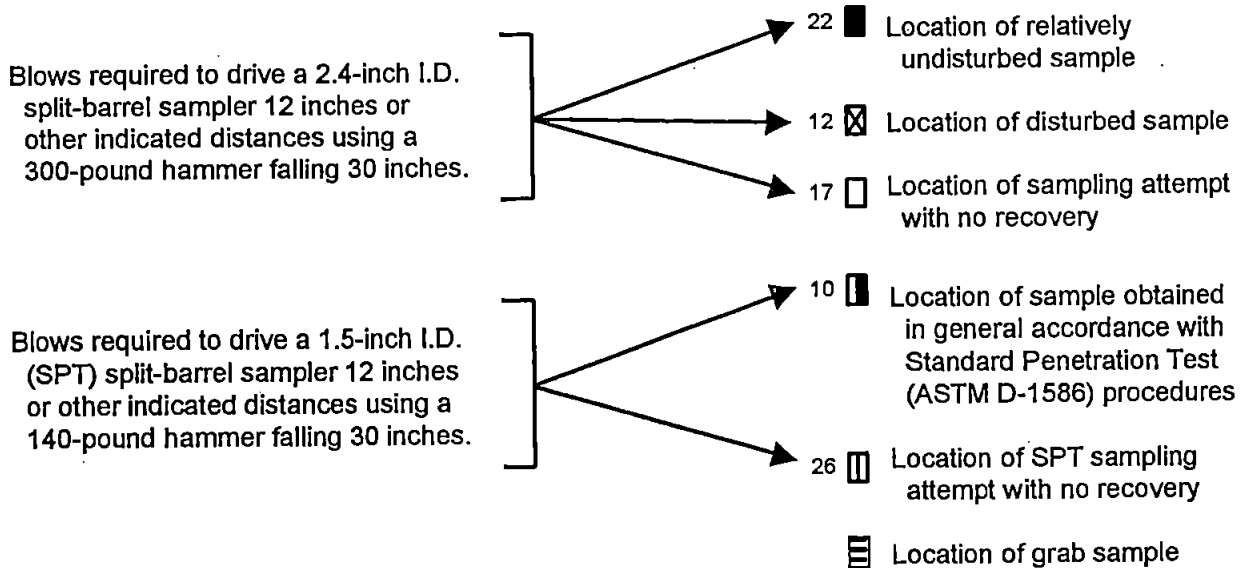 Blows required to drive a 2.4-inch I.D.
split-barrel sampler 12 inches or
other indicated distances using a
300-pound hammer falling 30 inches.
22 Location of relatively
undisturbed sample
12 Location of disturbed sample
17 Location of sampling attempt
with no recovery
Blows required to drive a 1.5-inch I.D.
(SPT) split-barrel sampler 12 inches
or other indicated distances using a
140-pound hammer falling 30 inches.
10 Location of sample obtained
in general accordance with
Standard Penetration Test
(ASTM D-1586) procedures
26 Location of SPT sampling
attempt with no recovery
Location of grab sample